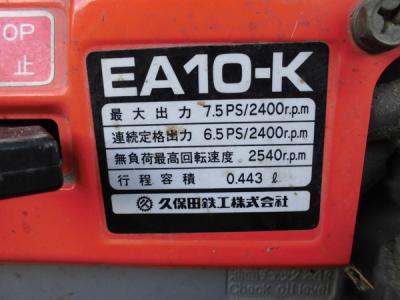 TOP
止
EA10-K
最大出力 7.5PS/2400r.p.m
連続定格出力 6.5PS/2400r.p.m
無負荷最高回転速度 2540r.p.m
行程容積 0.443ℓ
久保田鉄工株式会社
Check oil level